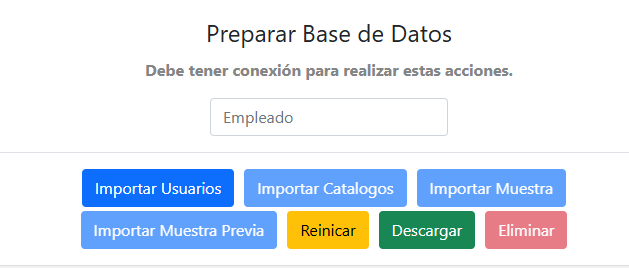 Preparar Base de Datos
Debe tener conexión para realizar estas acciones.
Empleado
Importar Usuarios Importar Catalogos Importar Muestra
Importar Muestra Previa Reinicar Descargar Eliminar